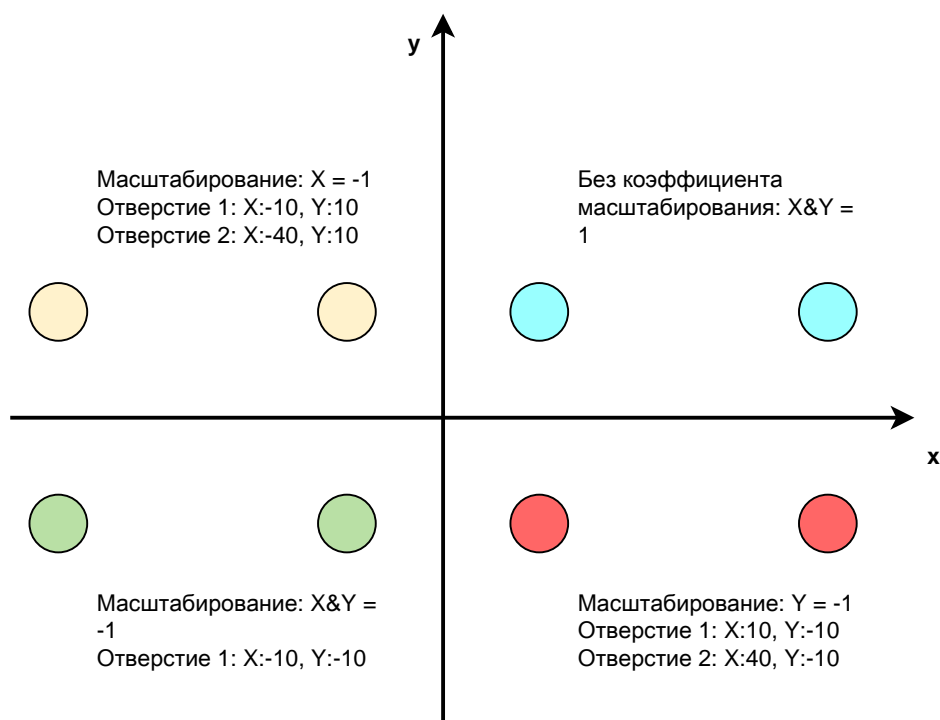 y
Масштабирование: X = -1
Отверстие 1: X:-10, Y:10
Отверстие 2: X:-40, Y:10
Без коэффициента
масштабирования: X&Y =
1
x
Масштабирование: X&Y =
-1
Отверстие 1: X:-10, Y:-10
Масштабирование: Y = -1
Отверстие 1: X:10, Y:-10
Отверстие 2: X:40, Y:-10